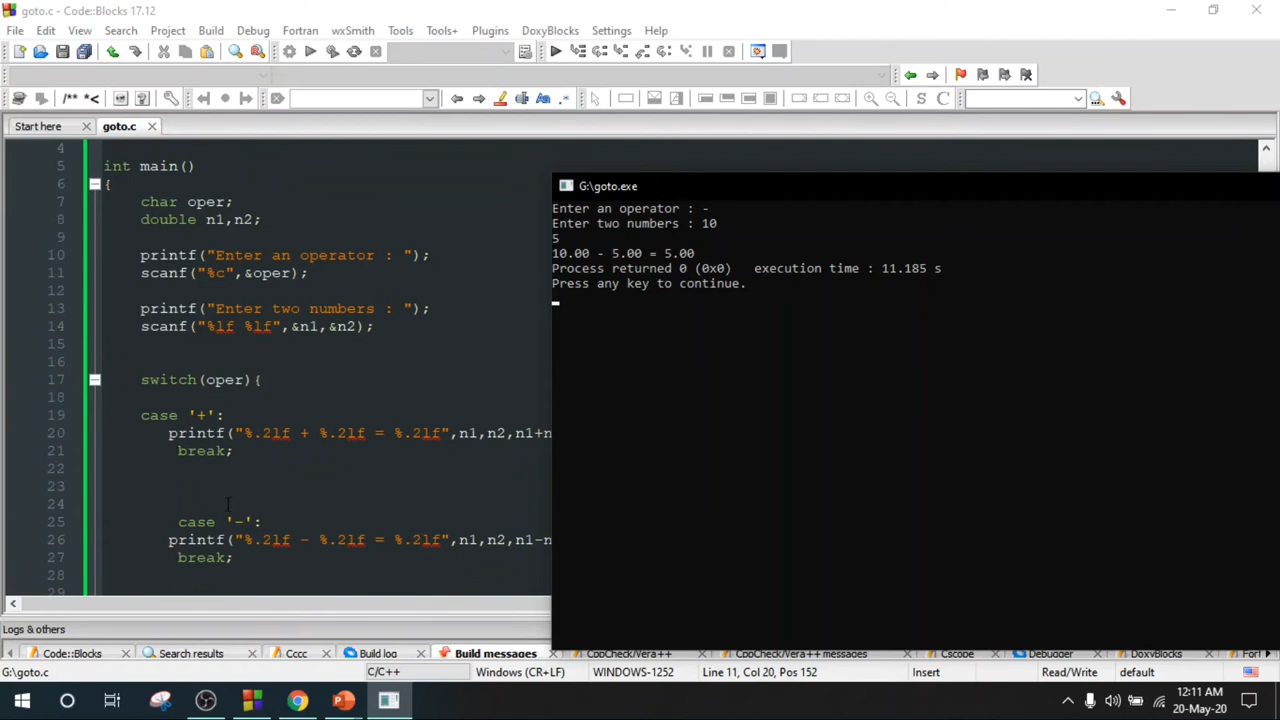 goto.c - Code::Blocks 17.12
File Edit View Search Project Build Debug Fortran wxSmith Tools Tools+ Plugins DoxyBlocks Settings Help
/** *<
S C
Start here goto.c
4
5 int main()
6 {
7 char oper;
8 double n1,n2;
9
10 printf("Enter an operator : ");
11 scanf("%c",&oper);
12
13 printf("Enter two numbers : ");
14 scanf("%lf %lf",&n1,&n2);
15
16
17 switch(oper){
18
19 case '+':
20 printf("%.2lf + %.2lf = %.2lf",n1,n2,n1+n
21 break;
22
23
24
25 case '-':
26 printf("%.2lf - %.2lf = %.2lf",n1,n2,n1-n
27 break;
28
29
G:\goto.exe
Enter an operator : -
Enter two numbers : 10
5
10.00 - 5.00 = 5.00
Process returned 0 (0x0) execution time : 11.185 s
Press any key to continue.
Logs & others
Code::Blocks Search results Cccc Build log Build messages CppCheck/Vera++ CppCheck/Vera++ messages Cscope Debugger DoxyBlocks Fort
G:\goto.c C/C++ Windows (CR+LF) WINDOWS-1252 Line 11, Col 20, Pos 152 Insert Read/Write default
12:11 AM
20-May-20